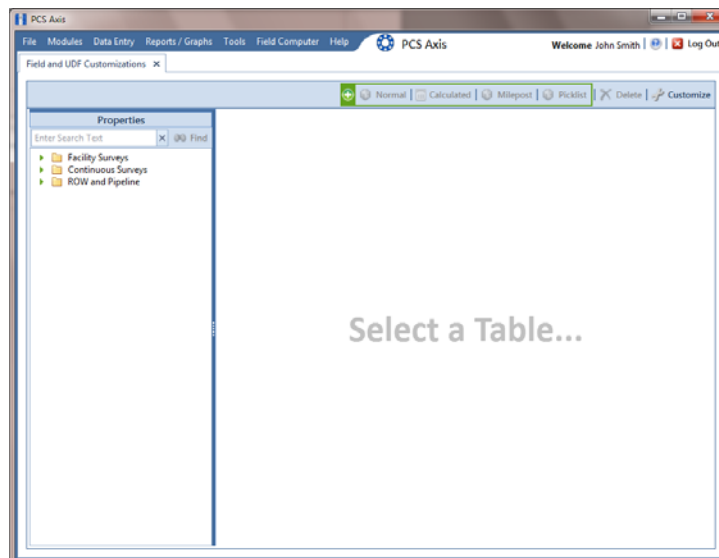 PCS Axis
File Modules Data Entry Reports / Graphs Tools Field Computer Help PCS Axis Welcome John Smith | | Log Out
Field and UDF Customizations
Normal | Calculated | Milepost | Picklist | Delete | Customize
Properties
Enter Search Text Find
Facility Surveys
Continuous Surveys
ROW and Pipeline
Select a Table...